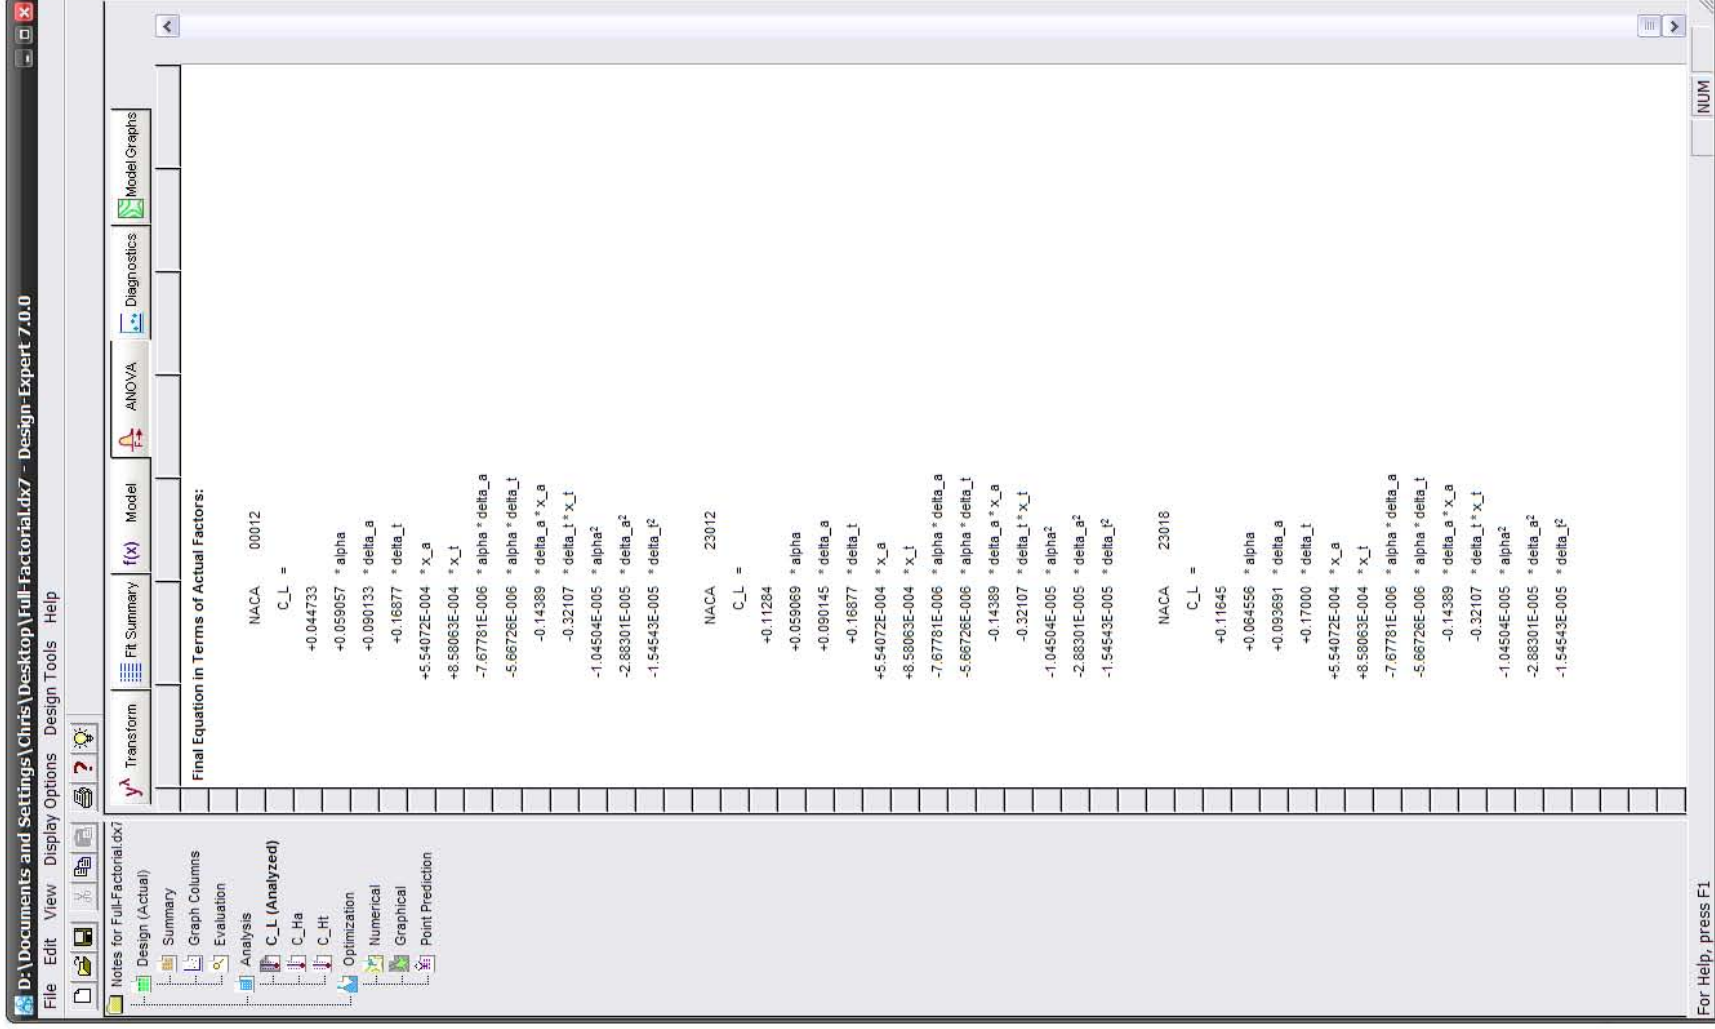 D:\Documents and Settings\Chris\Desktop\Full-Factorial.dx7 - Design-Expert 7.0.0
File Edit View Display Options Design Tools Help
Notes for Full-Factorial.dx7
Design (Actual)
Summary
Graph Columns
Evaluation
Analysis
C_L (Analyzed)
C_Ha
C_Ht
Optimization
Numerical
Graphical
Point Prediction
yλ Transform
Fit Summary
f(x) Model
ANOVA
Diagnostics
Model Graphs
Final Equation in Terms of Actual Factors:
NACA 00012
C_L =
+0.044733
+0.059057 * alpha
+0.090133 * delta_a
+0.16877 * delta_t
+5.54072E-004 * x_a
+8.58063E-004 * x_t
-7.67781E-006 * alpha * delta_a
-5.66726E-006 * alpha * delta_t
-0.14389 * delta_a * x_a
-0.32107 * delta_t * x_t
-1.04504E-005 * alpha²
-2.88301E-005 * delta_a²
-1.54543E-005 * delta_t²
NACA 23012
C_L =
+0.11284
+0.059069 * alpha
+0.090145 * delta_a
+0.16877 * delta_t
+5.54072E-004 * x_a
+8.58063E-004 * x_t
-7.67781E-006 * alpha * delta_a
-5.66726E-006 * alpha * delta_t
-0.14389 * delta_a * x_a
-0.32107 * delta_t * x_t
-1.04504E-005 * alpha²
-2.88301E-005 * delta_a²
-1.54543E-005 * delta_t²
NACA 23018
C_L =
+0.11645
+0.064556 * alpha
+0.093691 * delta_a
+0.17000 * delta_t
+5.54072E-004 * x_a
+8.58063E-004 * x_t
-7.67781E-006 * alpha * delta_a
-5.66726E-006 * alpha * delta_t
-0.14389 * delta_a * x_a
-0.32107 * delta_t * x_t
-1.04504E-005 * alpha²
-2.88301E-005 * delta_a²
-1.54543E-005 * delta_t²
For Help, press F1
NUM